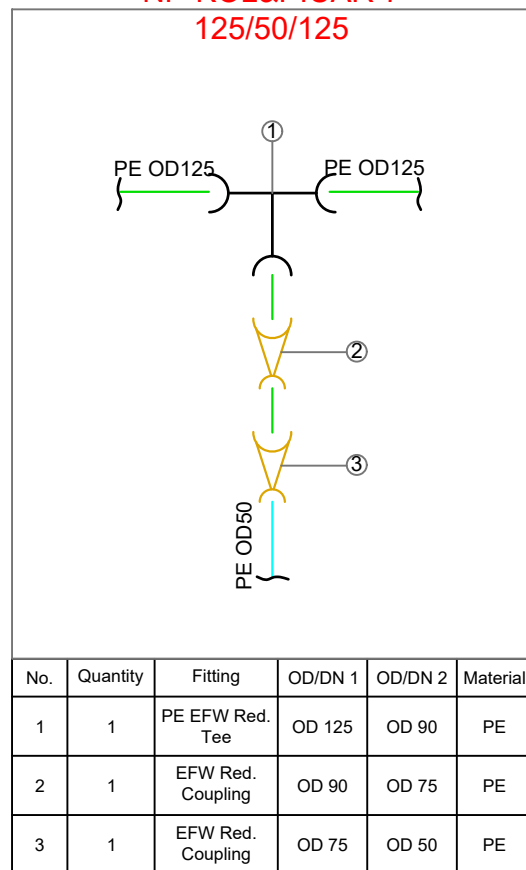 125/50/125
1
PE OD125 PE OD125
2
3
PE OD50
No. Quantity Fitting OD/DN 1 OD/DN 2 Material
1 1 PE EFW Red. Tee OD 125 OD 90 PE
2 1 EFW Red. Coupling OD 90 OD 75 PE
3 1 EFW Red. Coupling OD 75 OD 50 PE